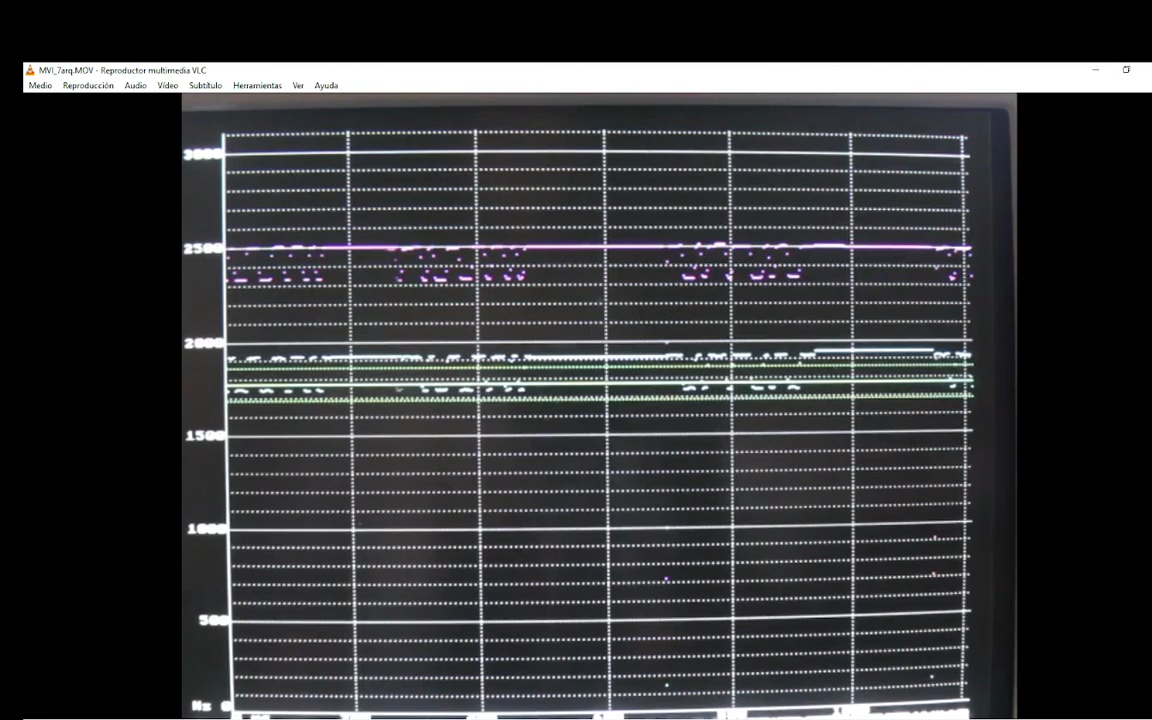 MVI_7arq.MOV - Reproductor multimedia VLC
Medio Reproducción Audio Vídeo Subtítulo Herramientas Ver Ayuda
3000
2500
2000
1500
1000
500
Hz 0